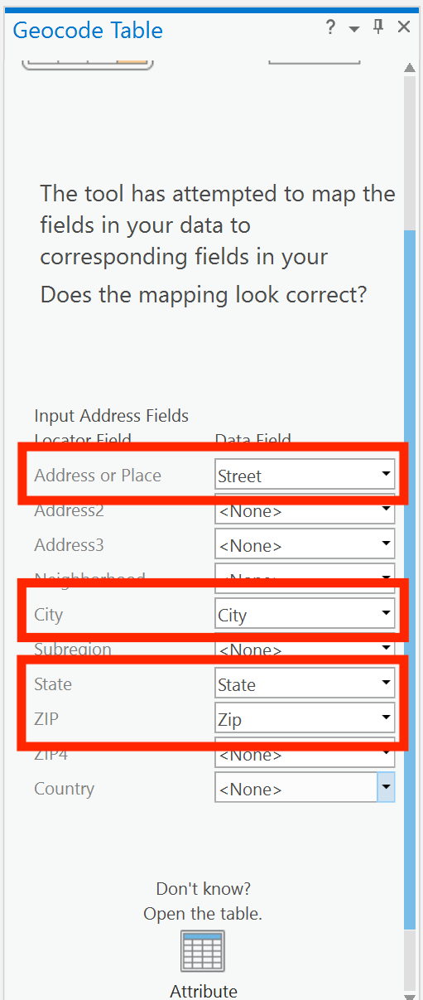 Geocode Table ?
The tool has attempted to map the
fields in your data to
corresponding fields in your
Does the mapping look correct?
Input Address Fields
Locator Field Data Field
Address or Place Street
Address2 <None>
Address3 <None>
Neighborhood <None>
City City
Subregion <None>
State State
ZIP Zip
ZIP4 <None>
Country <None>
Don't know?
Open the table.
Attribute